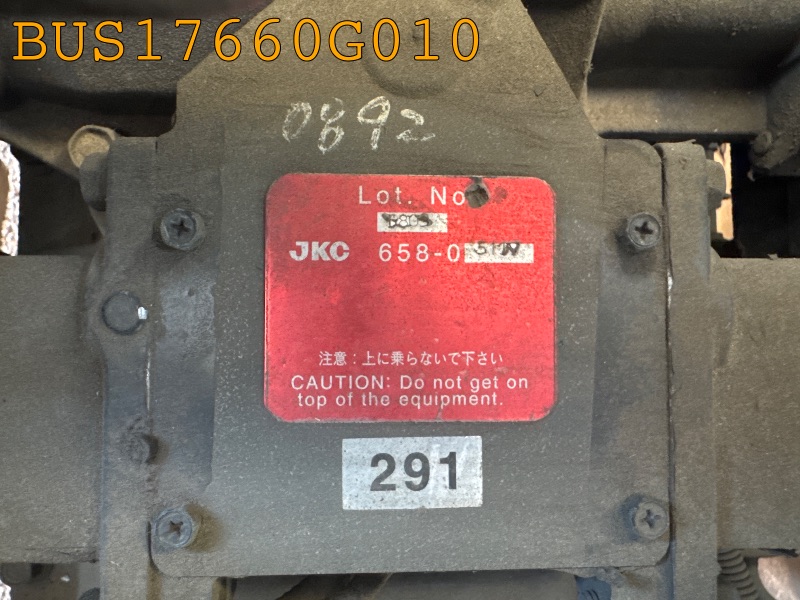 BUS17660G010
0892
Lot. No
JKC 658-0
注意：上に乗らないで下さい
CAUTION: Do not get on
top of the equipment.
291